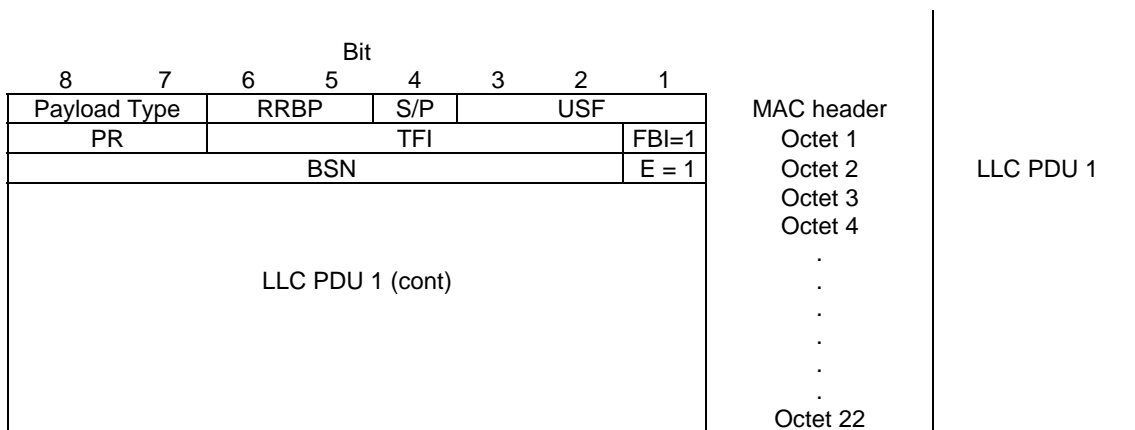 Bit
8 7 6 5 4 3 2 1
Payload Type RRBP S/P USF MAC header
PR TFI FBI=1 Octet 1
BSN E = 1 Octet 2 LLC PDU 1
Octet 3
Octet 4
.
LLC PDU 1 (cont) .
.
.
.
.
Octet 22